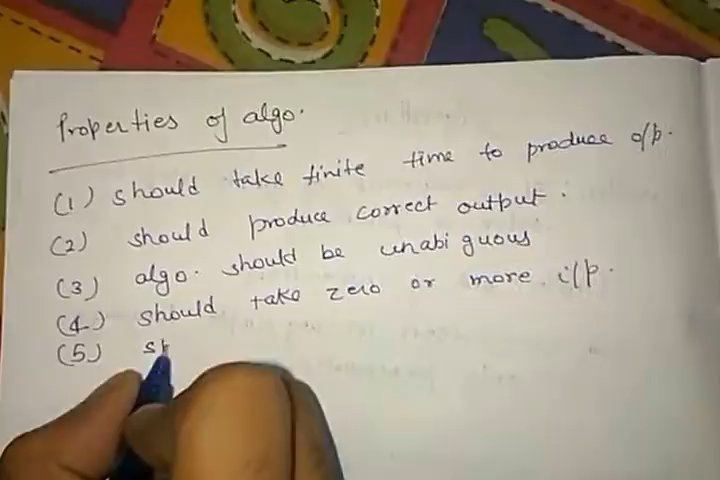 Properties of algo.
(1) should take finite time to produce o/p.
(2) should produce correct output.
(3) algo. should be unabiguous
(4) should take zero or more i/p.
(5) sh